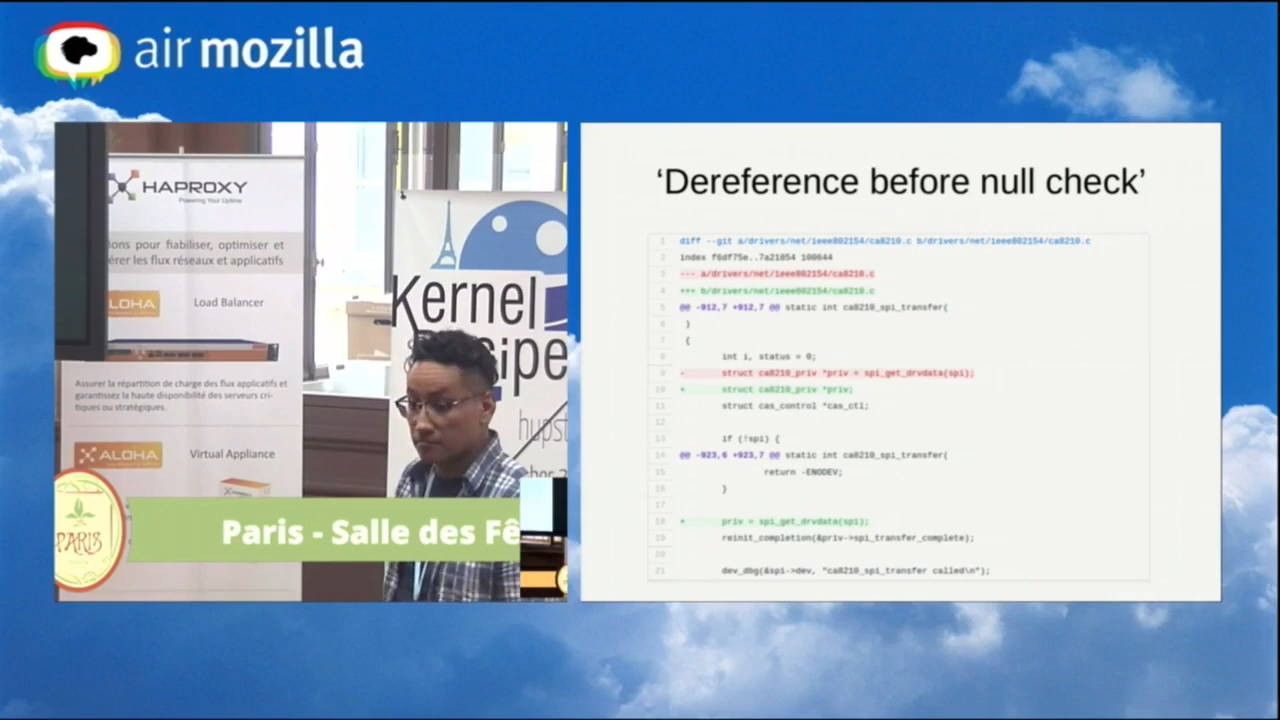 air mozilla
HAPROXY
Powering Your Uptime
ions pour fiabiliser, optimiser et
érer les flux réseaux et applicatifs
LOHA
Load Balancer
Assurer la répartition de charge des flux applicatifs et
garantissez la haute disponibilité des serveurs cri-
tiques ou stratégiques.
ALOHA
Virtual Appliance
Kernel
cipe
hupst
ber 2
PARIS
Paris - Salle des Fê
‘Dereference before null check’
1 diff --git a/drivers/net/ieee802154/ca8210.c b/drivers/net/ieee802154/ca8210.c
2 index f6df75e..7a21854 100644
3 --- a/drivers/net/ieee802154/ca8210.c
4 +++ b/drivers/net/ieee802154/ca8210.c
5 @@ -912,7 +912,7 @@ static int ca8210_spi_transfer(
6 )
7 {
8 int i, status = 0;
9 - struct ca8210_priv *priv = spi_get_drvdata(spi);
10 + struct ca8210_priv *priv;
11 struct cas_control *cas_ctl;
12
13 if (!spi) {
14 @@ -923,6 +923,7 @@ static int ca8210_spi_transfer(
15 return -ENODEV;
16 }
17
18 + priv = spi_get_drvdata(spi);
19 reinit_completion(&priv->spi_transfer_complete);
20
21 dev_dbg(&spi->dev, "ca8210_spi_transfer called\n");